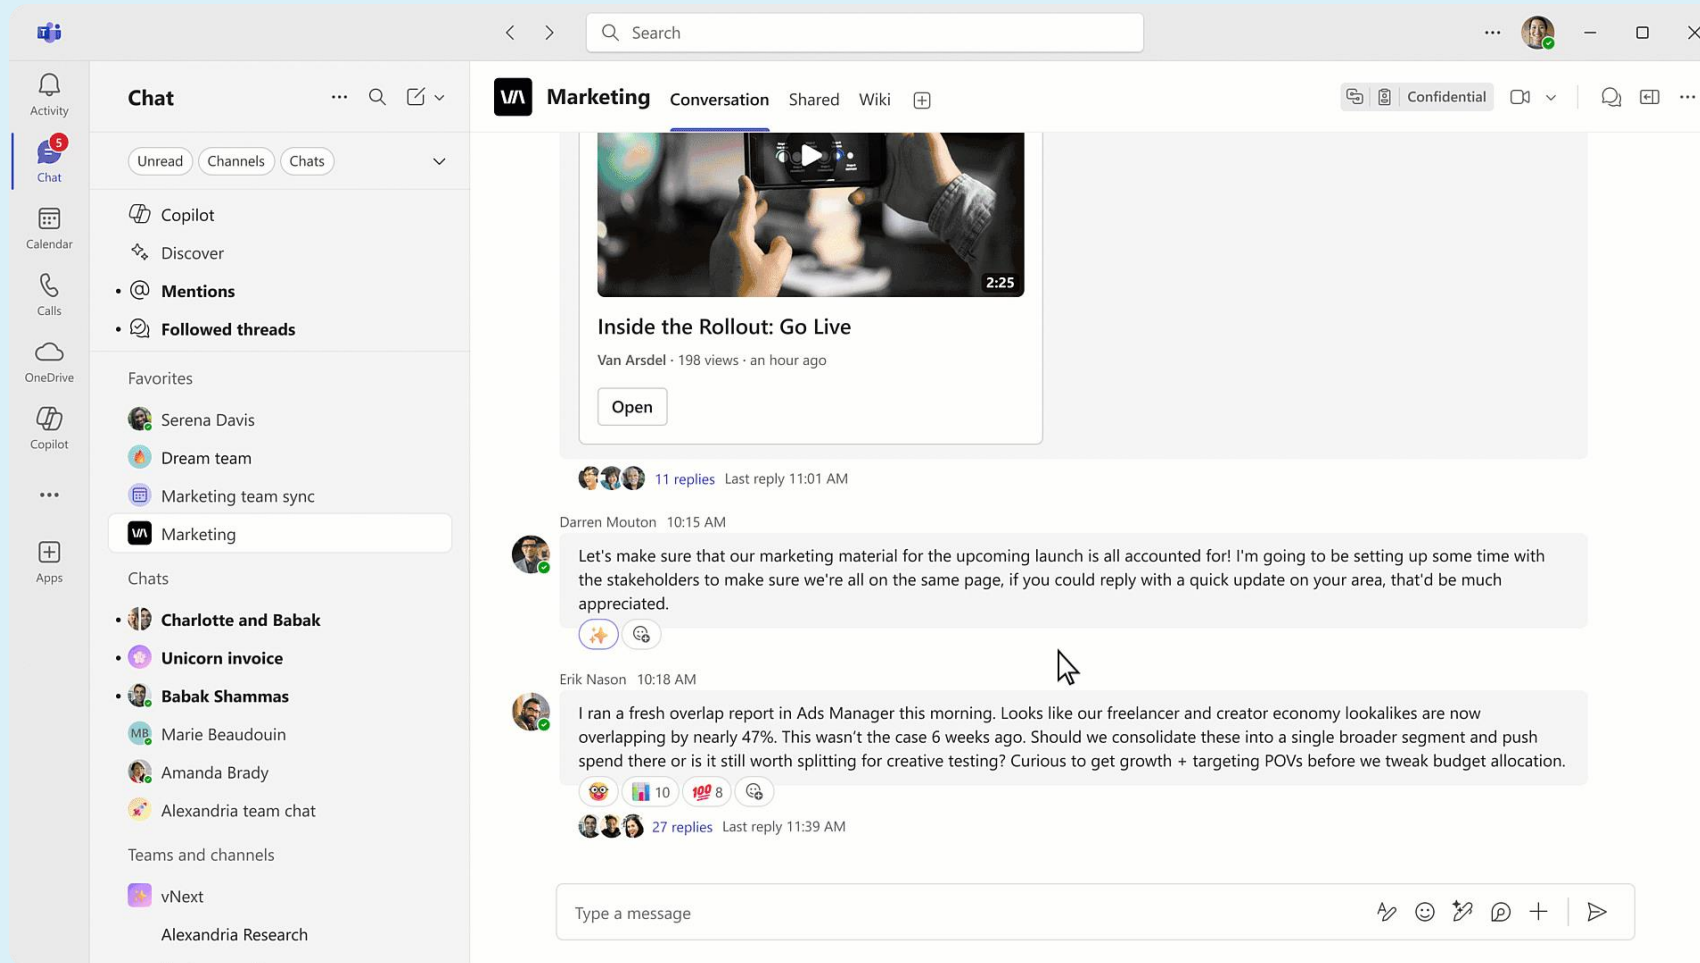 Search
Activity
5
Chat
Calendar
Calls
OneDrive
Copilot
Apps
Chat
Unread Channels Chats
Copilot
Discover
Mentions
Followed threads
Favorites
Serena Davis
Dream team
Marketing team sync
Marketing
Chats
Charlotte and Babak
Unicorn invoice
Babak Shammas
MB Marie Beaudouin
Amanda Brady
Alexandria team chat
Teams and channels
vNext
Alexandria Research
Marketing Conversation Shared Wiki Confidential
2:25
Inside the Rollout: Go Live
Van Arsdel · 198 views · an hour ago
Open
11 replies Last reply 11:01 AM
Darren Mouton 10:15 AM
Let's make sure that our marketing material for the upcoming launch is all accounted for! I'm going to be setting up some time with
the stakeholders to make sure we're all on the same page, if you could reply with a quick update on your area, that'd be much
appreciated.
Erik Nason 10:18 AM
I ran a fresh overlap report in Ads Manager this morning. Looks like our freelancer and creator economy lookalikes are now
overlapping by nearly 47%. This wasn’t the case 6 weeks ago. Should we consolidate these into a single broader segment and push
spend there or is it still worth splitting for creative testing? Curious to get growth + targeting POVs before we tweak budget allocation.
10 100 8
27 replies Last reply 11:39 AM
Type a message